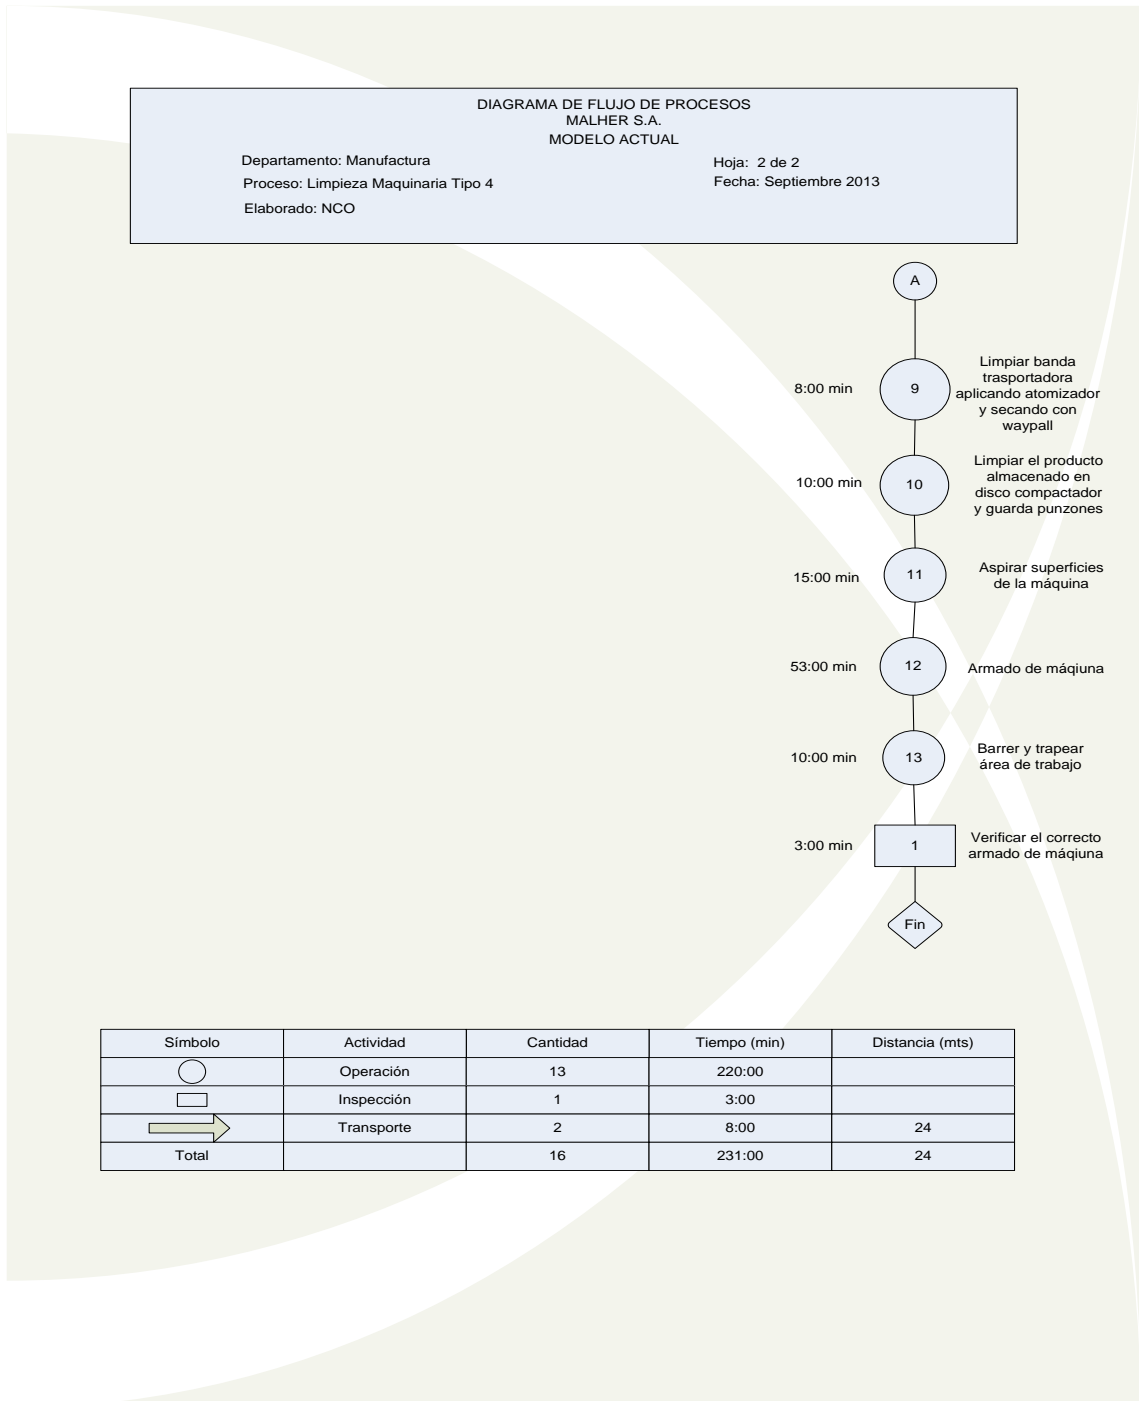 DIAGRAMA DE FLUJO DE PROCESOS
MALHER S.A.
MODELO ACTUAL
Departamento: Manufactura
Hoja: 2 de 2
Proceso: Limpieza Maquinaria Tipo 4
Fecha: Septiembre 2013
Elaborado: NCO
A
8:00 min
9
Limpiar banda
trasportadora
aplicando atomizador
y secando con
waypall
10:00 min
10
Limpiar el producto
almacenado en
disco compactador
y guarda punzones
15:00 min
11
Aspirar superficies
de la máquina
53:00 min
12
Armado de máqiuna
10:00 min
13
Barrer y trapear
área de trabajo
3:00 min
1
Verificar el correcto
armado de máqiuna
Fin
Símbolo Actividad Cantidad Tiempo (min) Distancia (mts)
Operación 13 220:00
Inspección 1 3:00
Transporte 2 8:00 24
Total 16 231:00 24